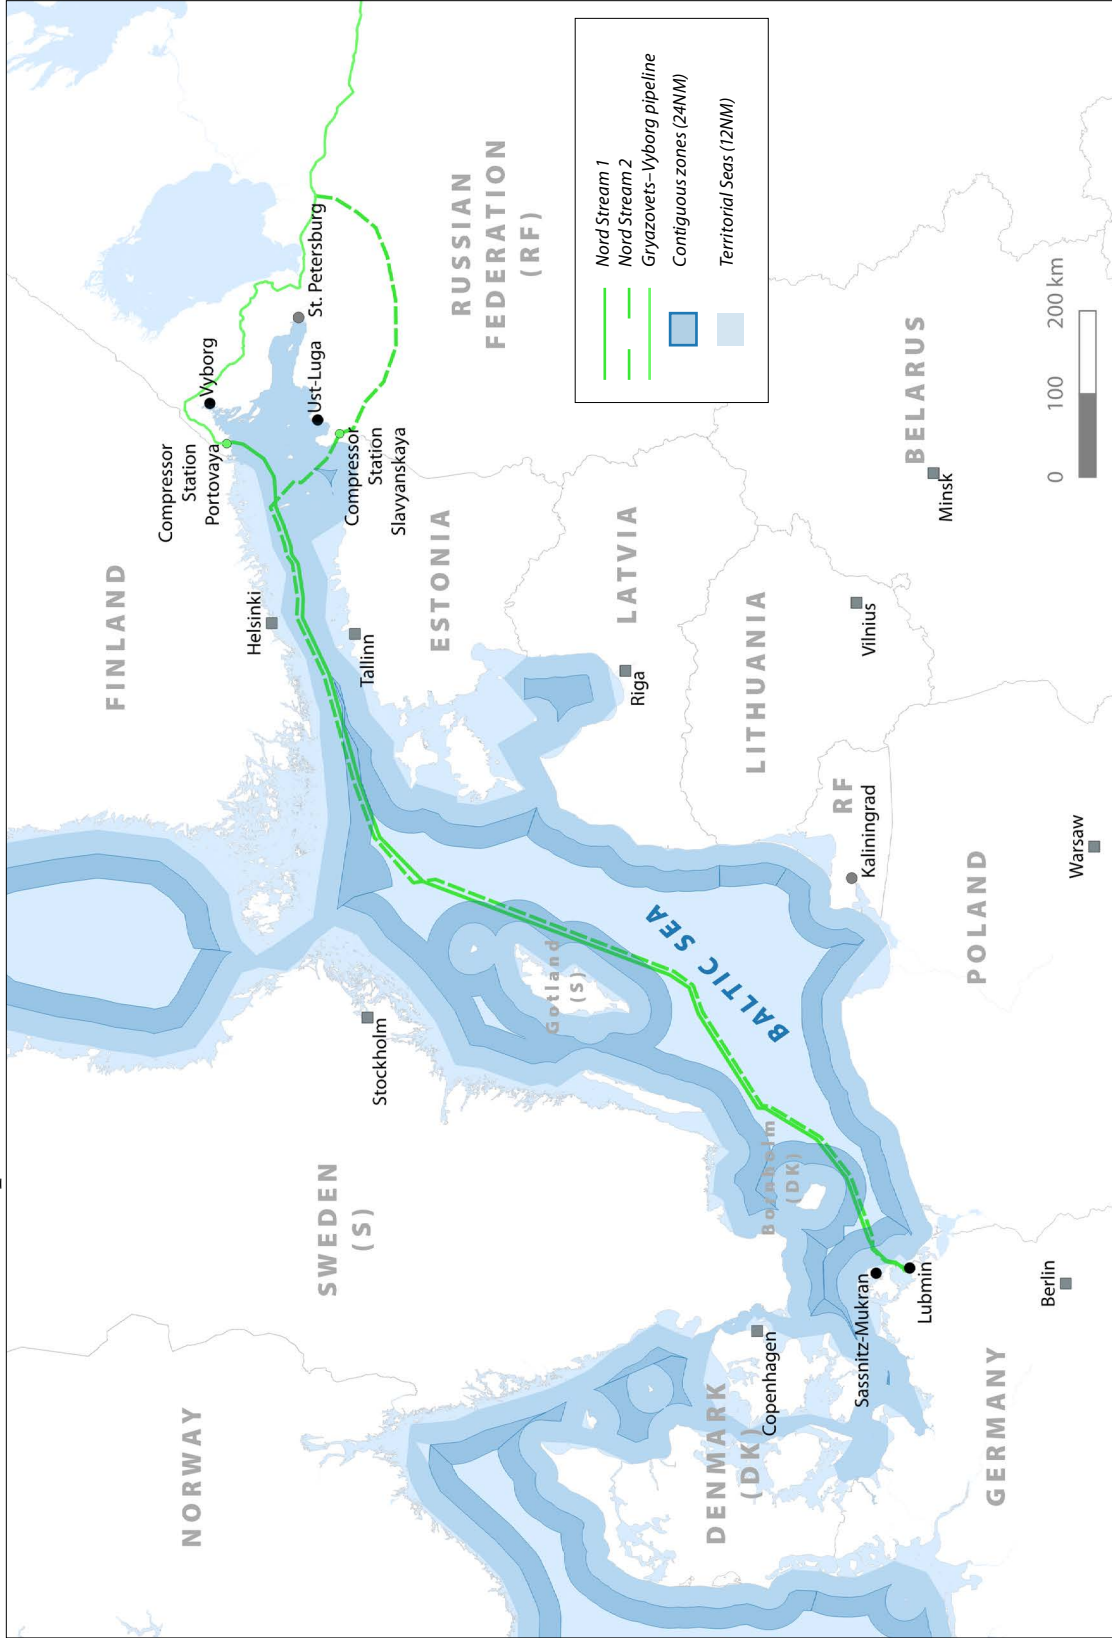 NORWAY
SWEDEN
(S)
FINLAND
Compressor
Station
Portovaya
Vyborg
Helsinki
St. Petersburg
Ust-Luga
Compressor
Station
Slavyanskaya
Stockholm
Tallinn
ESTONIA
RUSSIAN
FEDERATION
(RF)
Gotland
(S)
Riga
LATVIA
BALTIC SEA
DENMARK
(DK)
Copenhagen
Bornholm
(DK)
LITHUANIA
Vilnius
RF
Kaliningrad
Sassnitz-Mukran
Lubmin
BELARUS
Minsk
GERMANY
POLAND
Berlin
Warsaw
Nord Stream 1
Nord Stream 2
Gryazovets–Vyborg pipeline
Contiguous zones (24NM)
Territorial Seas (12NM)
0 100 200 km